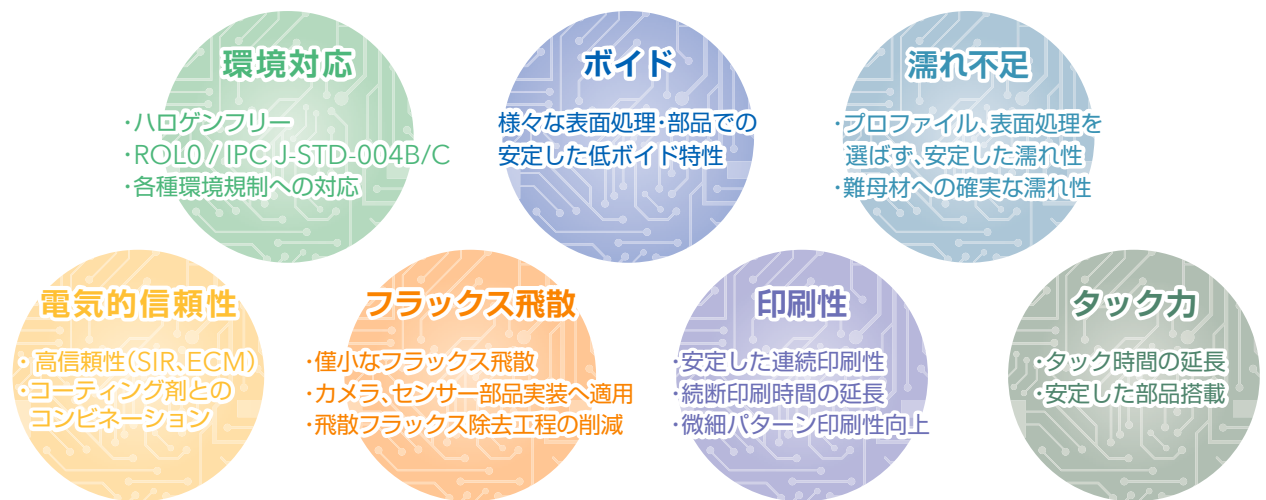 環境対応
・ハロゲンフリー
・ROL0 / IPC J-STD-004B/C
・各種環境規制への対応
ボイド
様々な表面処理・部品での
安定した低ボイド特性
濡れ不足
・プロファイル、表面処理を
選ばず、安定した濡れ性
・難母材への確実な濡れ性
電気的信頼性
・高信頼性(SIR、ECM)
・コーティング剤との
コンビネーション
フラックス飛散
・僅小なフラックス飛散
・カメラ、センサー部品実装へ適用
・飛散フラックス除去工程の削減
印刷性
・安定した連続印刷性
・続断印刷時間の延長
・微細パターン印刷性向上
タック力
・タック時間の延長
・安定した部品搭載